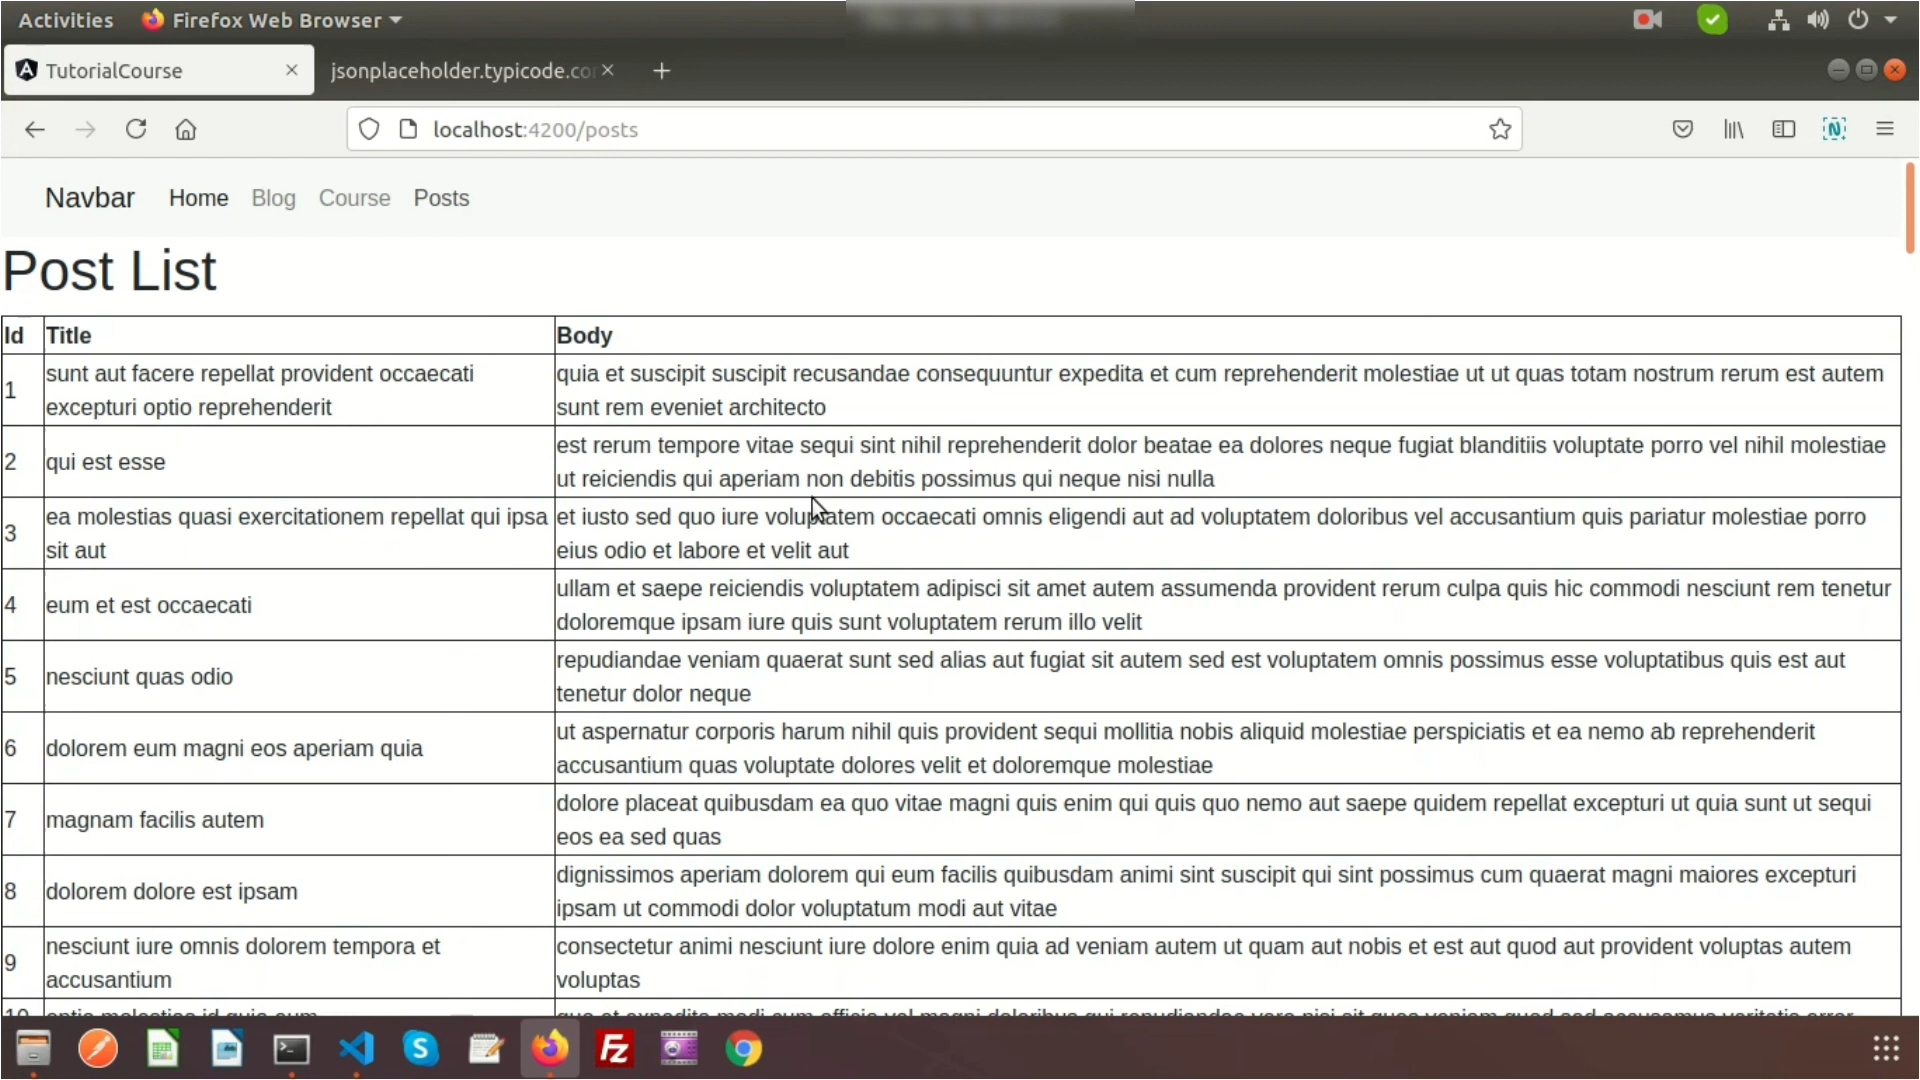 Activities Firefox Web Browser
TutorialCourse jsonplaceholder.typicode.co
localhost:4200/posts
Navbar Home Blog Course Posts
Post List
Id Title Body
1 sunt aut facere repellat provident occaecati excepturi optio reprehenderit
quia et suscipit suscipit recusandae consequuntur expedita et cum reprehenderit molestiae ut ut quas totam nostrum rerum est autem
sunt rem eveniet architecto
2 qui est esse
est rerum tempore vitae sequi sint nihil reprehenderit dolor beatae ea dolores neque fugiat blanditiis voluptate porro vel nihil molestiae
ut reiciendis qui aperiam non debitis possimus qui neque nisi nulla
3 ea molestias quasi exercitationem repellat qui ipsa
sit aut
et iusto sed quo iure voluptatem occaecati omnis eligendi aut ad voluptatem doloribus vel accusantium quis pariatur molestiae porro
eius odio et labore et velit aut
4 eum et est occaecati
ullam et saepe reiciendis voluptatem adipisci sit amet autem assumenda provident rerum culpa quis hic commodi nesciunt rem tenetur
doloremque ipsam iure quis sunt voluptatem rerum illo velit
5 nesciunt quas odio
repudiandae veniam quaerat sunt sed alias aut fugiat sit autem sed est voluptatem omnis possimus esse voluptatibus quis est aut
tenetur dolor neque
6 dolorem eum magni eos aperiam quia
ut aspernatur corporis harum nihil quis provident sequi mollitia nobis aliquid molestiae perspiciatis et ea nemo ab reprehenderit
accusantium quas voluptate dolores velit et doloremque molestiae
7 magnam facilis autem
dolore placeat quibusdam ea quo vitae magni quis enim qui quis quo nemo aut saepe quidem repellat excepturi ut quia sunt ut sequi
eos ea sed quas
8 dolorem dolore est ipsam
dignissimos aperiam dolorem qui eum facilis quibusdam animi sint suscipit qui sint possimus cum quaerat magni maiores excepturi
ipsam ut commodi dolor voluptatum modi aut vitae
9 nesciunt iure omnis dolorem tempora et
accusantium
consectetur animi nesciunt iure dolore enim quia ad veniam autem ut quam aut nobis et est aut quod aut provident voluptas autem
voluptas